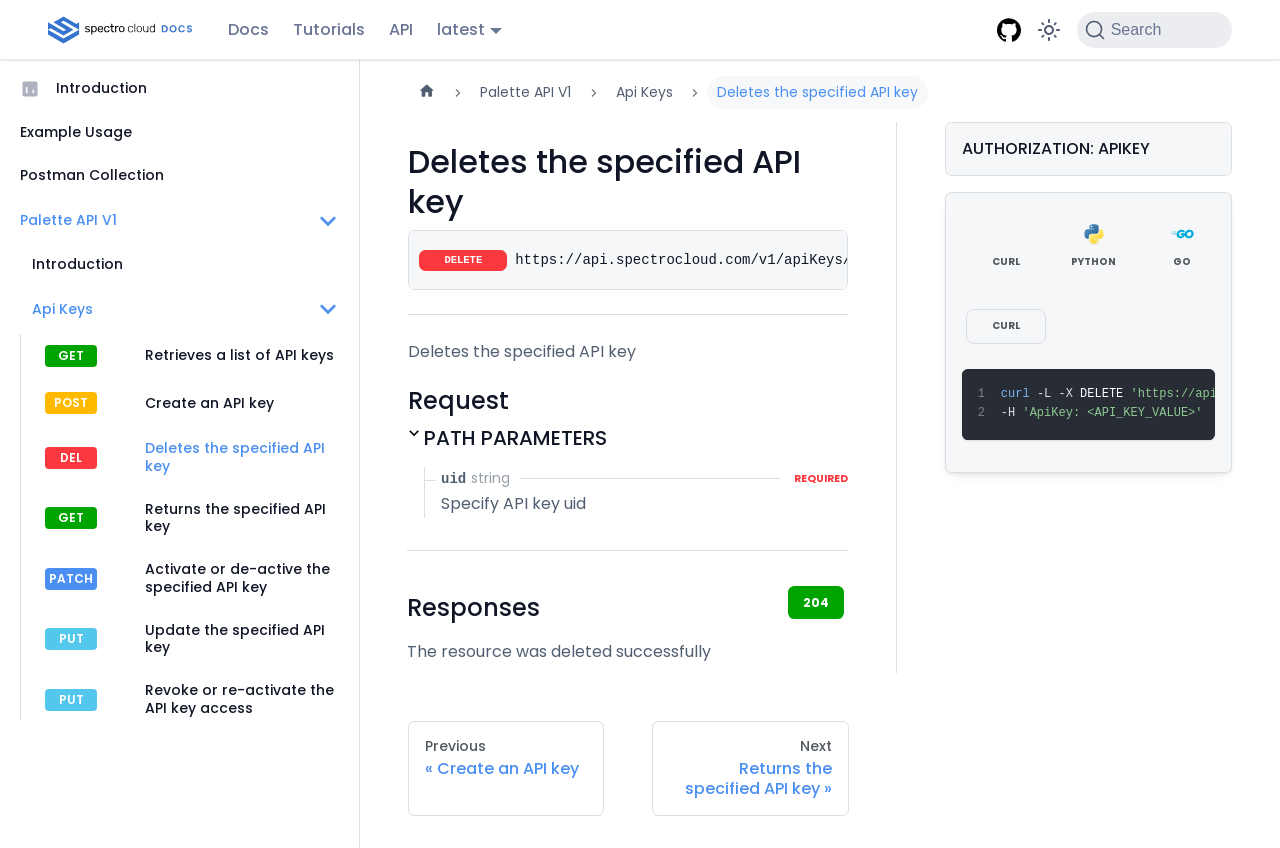 spectro cloud DOCS
Docs
Tutorials
API
latest
Search
Introduction
Example Usage
Postman Collection
Palette API V1
Introduction
Api Keys
GET Retrieves a list of API keys
POST Create an API key
DEL Deletes the specified API
key
GET Returns the specified API
key
PATCH Activate or de-active the
specified API key
PUT Update the specified API
key
PUT Revoke or re-activate the
API key access
Palette API V1
Api Keys
Deletes the specified API key
Deletes the specified API
key
DELETE https://api.spectrocloud.com/v1/apiKeys/
Deletes the specified API key
Request
PATH PARAMETERS
uid string REQUIRED
Specify API key uid
Responses
204
The resource was deleted successfully
Previous
« Create an API key
Next
Returns the
specified API key »
AUTHORIZATION: APIKEY
CURL
PYTHON
GO
GO
CURL
1 curl -L -X DELETE 'https://api
2 -H 'ApiKey: <API_KEY_VALUE>'